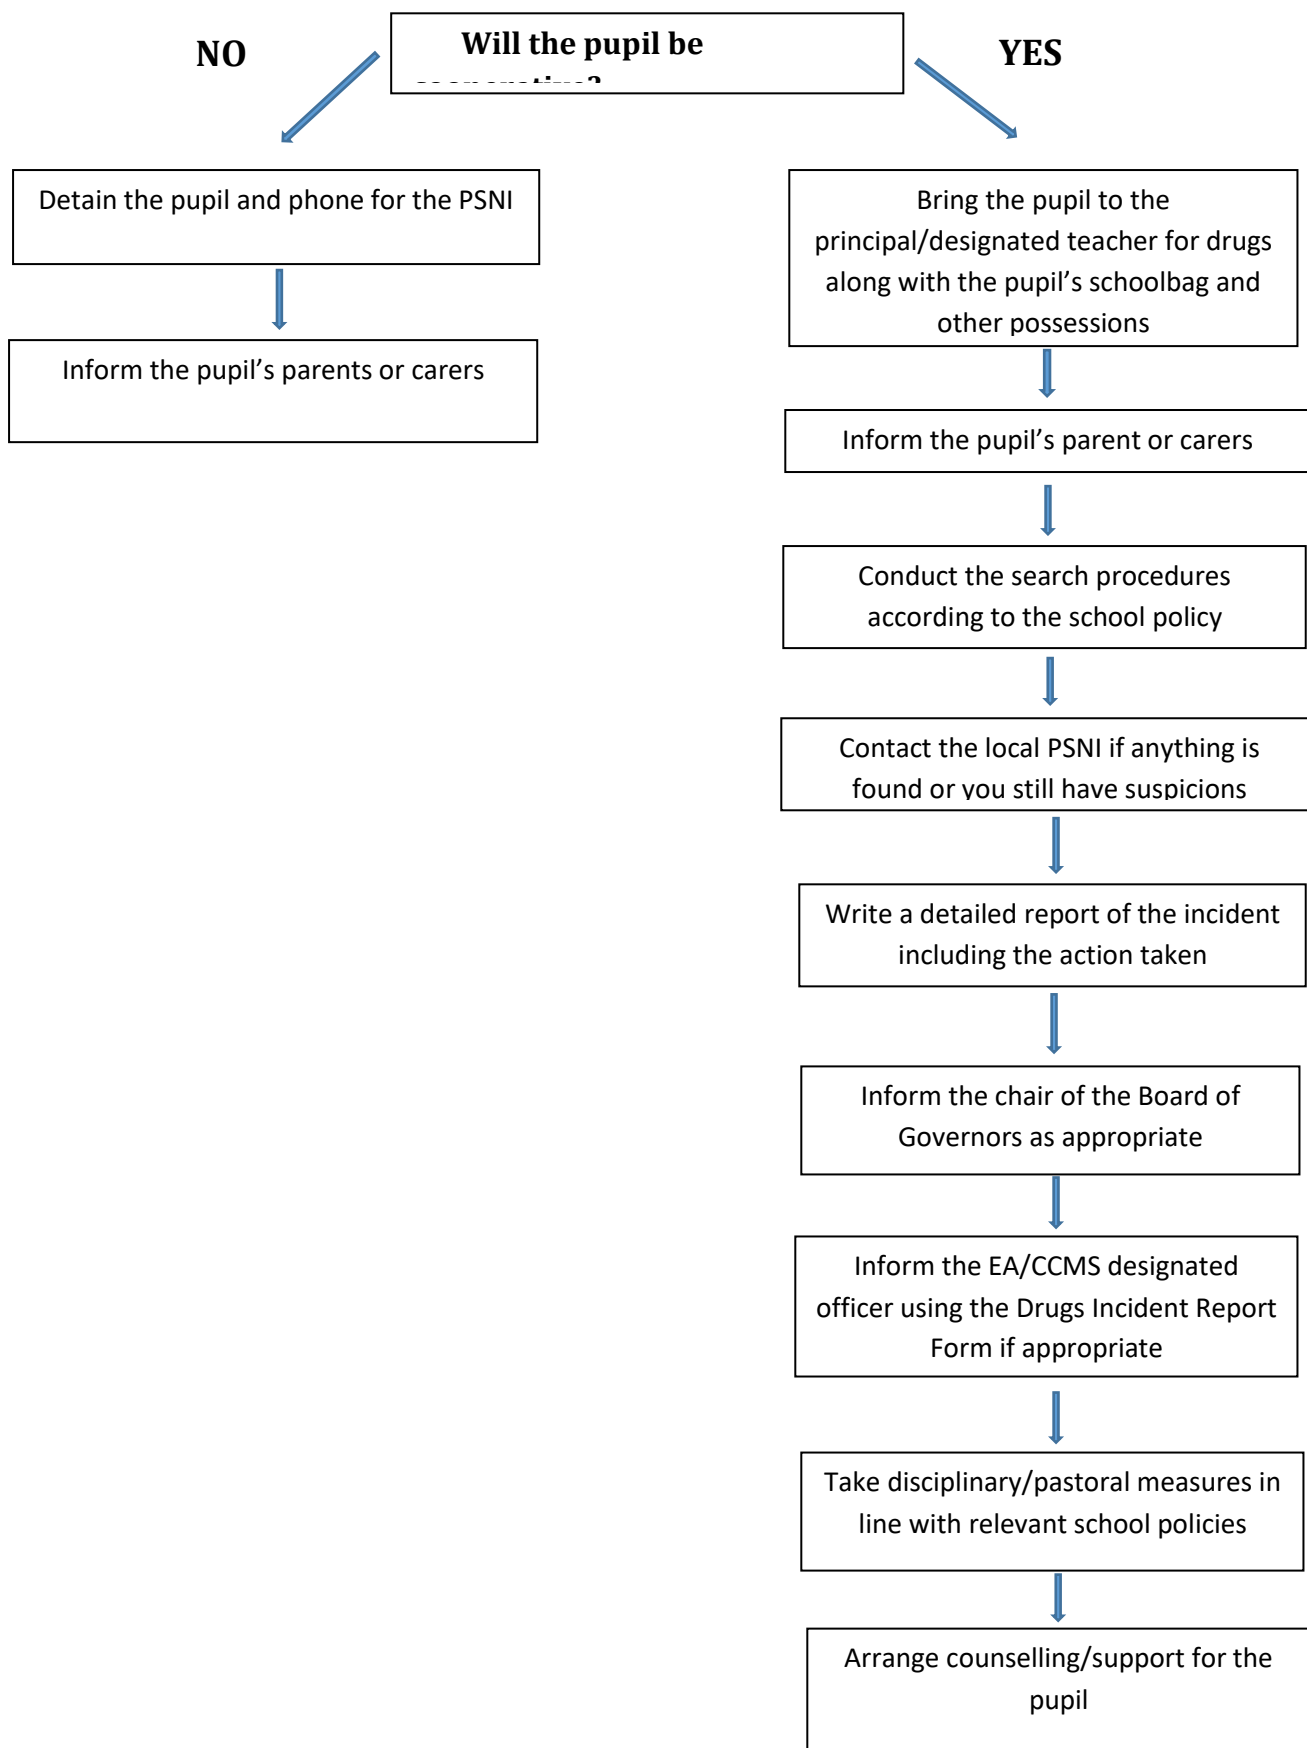 NO
Will the pupil be
YES
Detain the pupil and phone for the PSNI
Inform the pupil’s parents or carers
Bring the pupil to the
principal/designated teacher for drugs
along with the pupil’s schoolbag and
other possessions
Inform the pupil’s parent or carers
Conduct the search procedures
according to the school policy
Contact the local PSNI if anything is
found or you still have suspicions
Write a detailed report of the incident
including the action taken
Inform the chair of the Board of
Governors as appropriate
Inform the EA/CCMS designated
officer using the Drugs Incident Report
Form if appropriate
Take disciplinary/pastoral measures in
line with relevant school policies
Arrange counselling/support for the
pupil